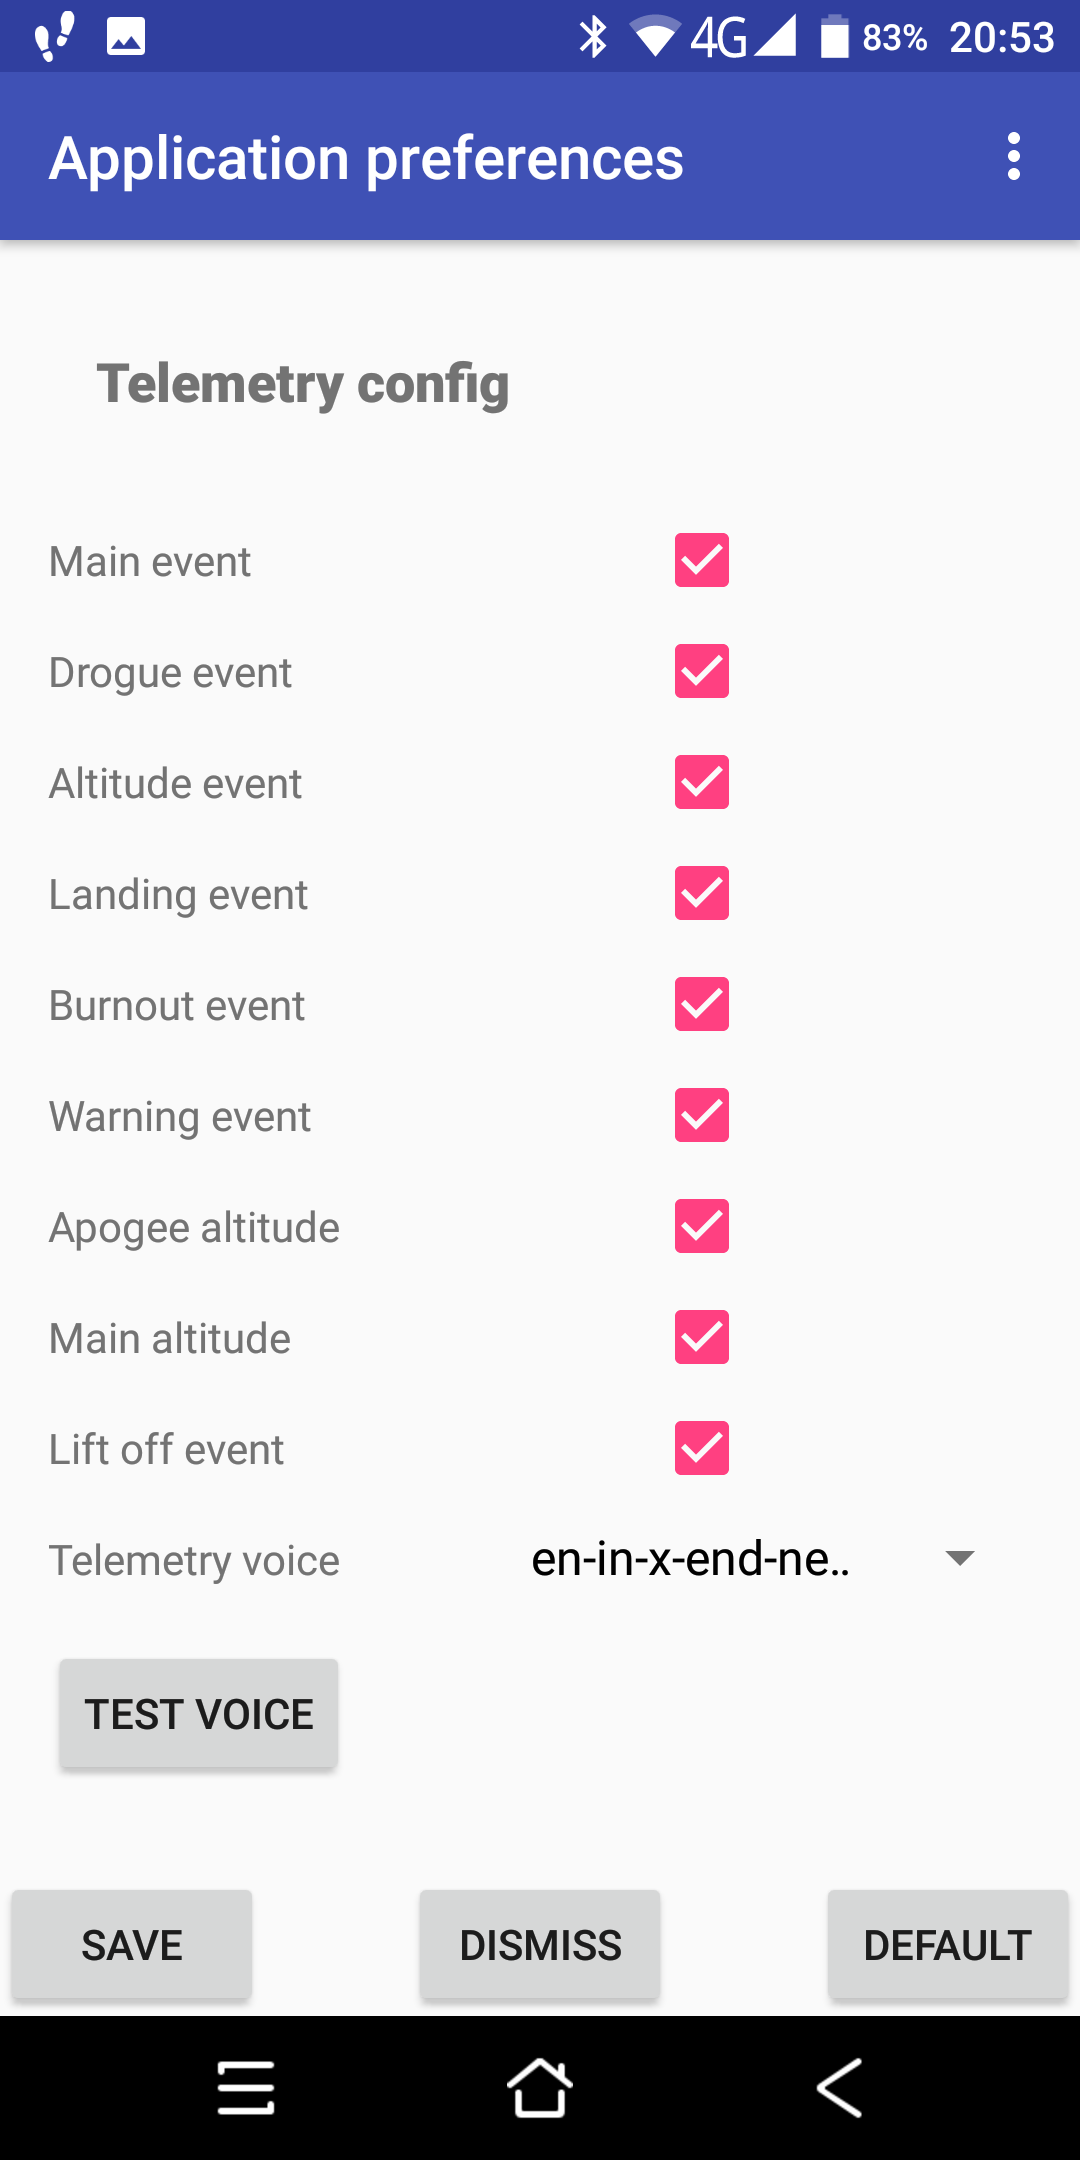 4G 83% 20:53
Application preferences
Telemetry config
Main event
Drogue event
Altitude event
Landing event
Burnout event
Warning event
Apogee altitude
Main altitude
Lift off event
Telemetry voice en-in-x-end-ne..
TEST VOICE
SAVE DISMISS DEFAULT